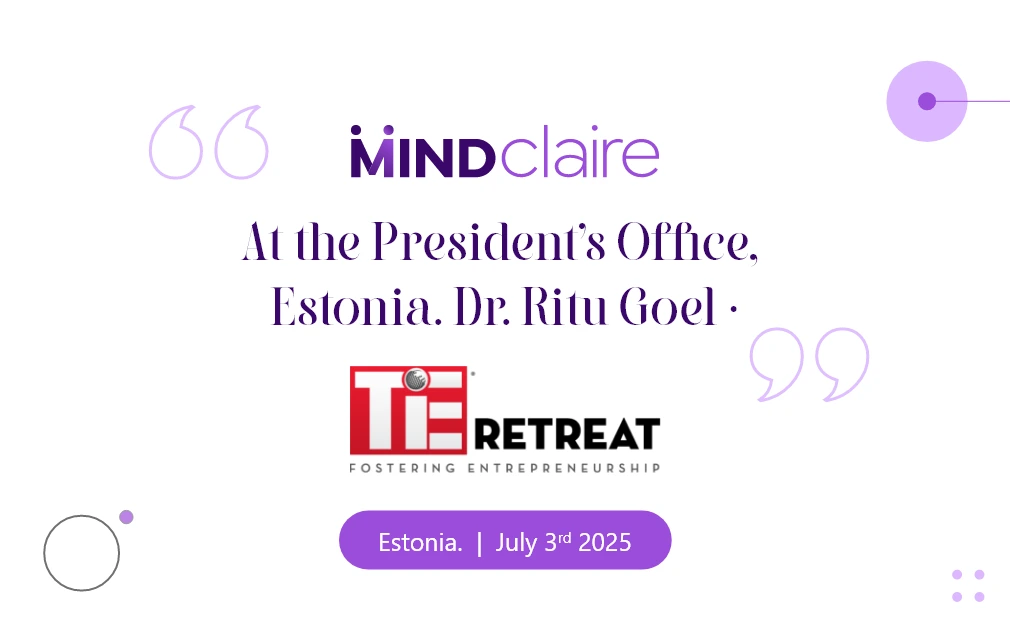 MINDclaire
At the President's Office,
Estonia. Dr. Ritu Goel ·
TiE RETREAT
FOSTERING ENTREPRENEURSHIP
Estonia. | July 3rd 2025